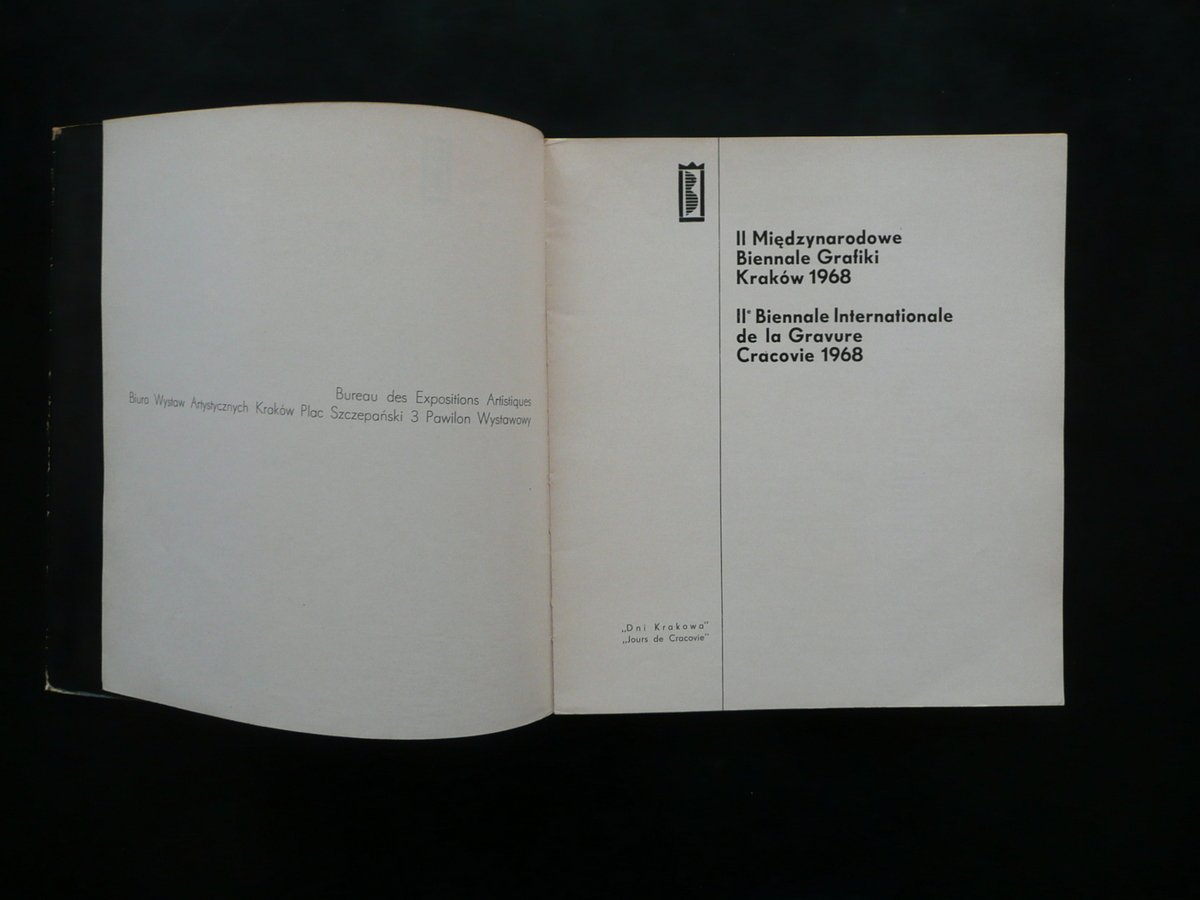 Bureau des Expositions Artistiques
Biuro Wystaw Artystycznych Kraków Plac Szczepański 3 Pawilon Wystawowy
II Międzynarodowe
Biennale Grafiki
Kraków 1968
IIe Biennale Internationale
de la Gravure
Cracovie 1968
„Dni Krakowa"
„Jours de Cracovie"